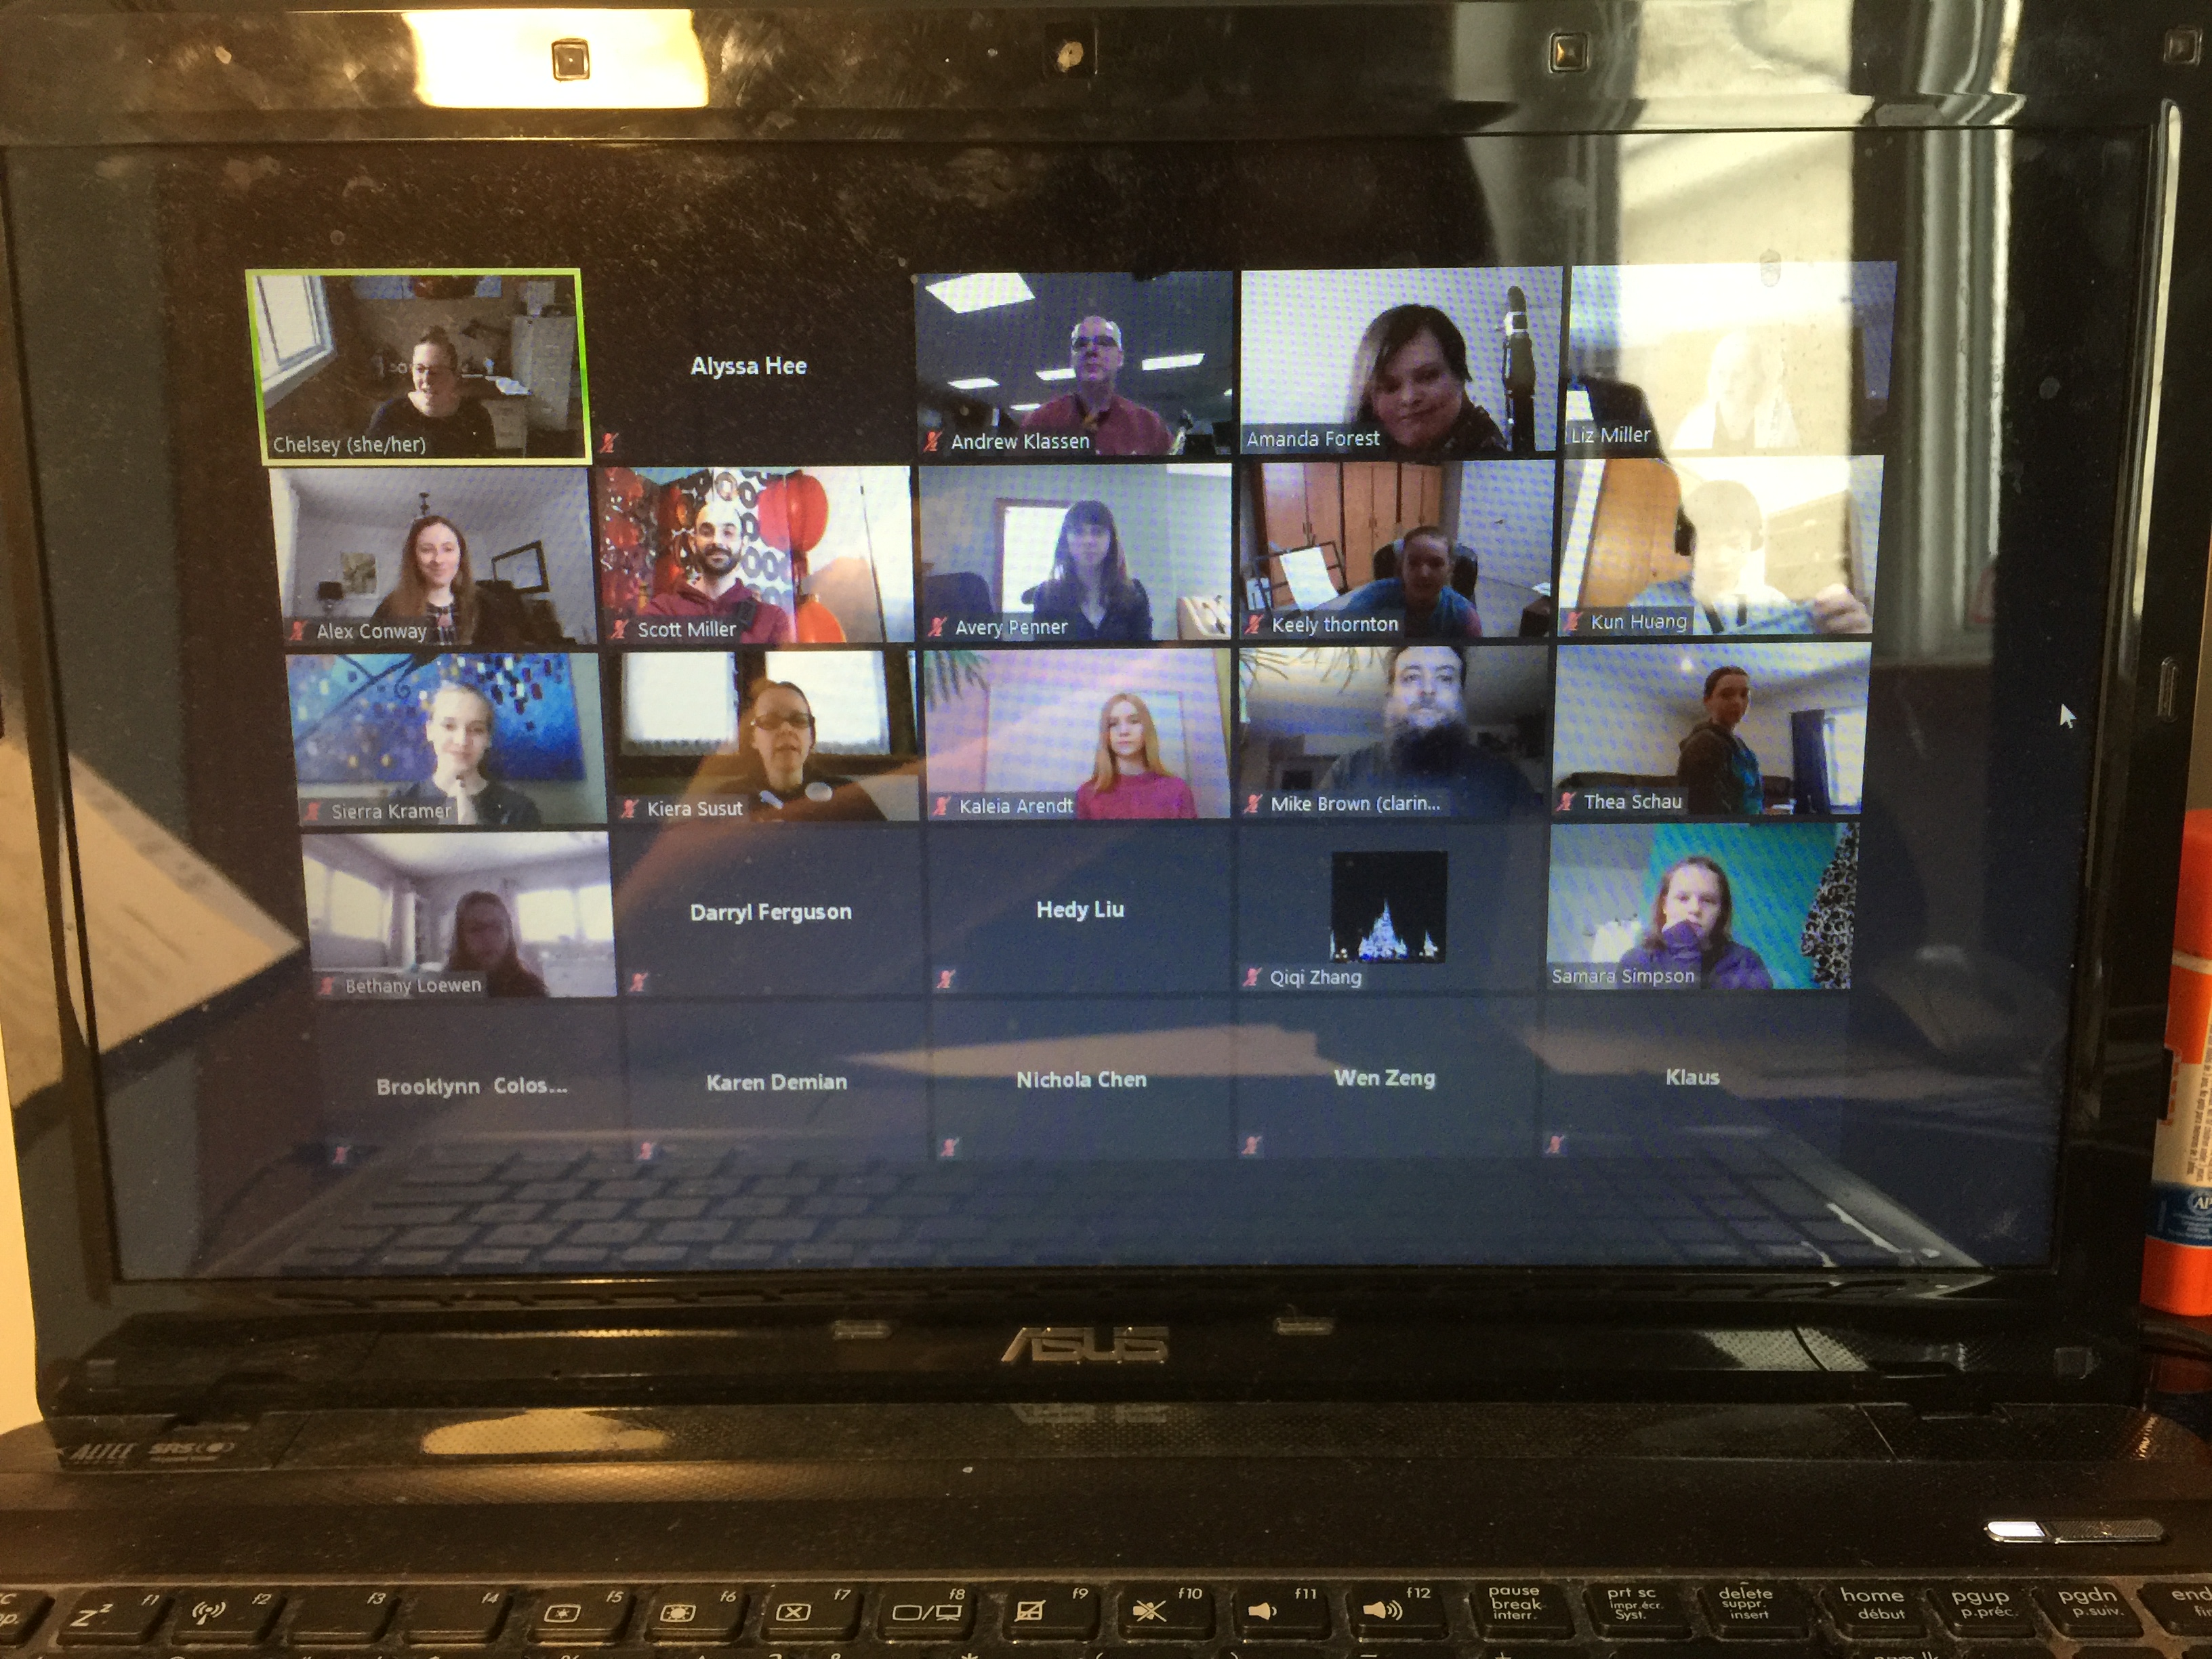 Chelsey (she/her)
Alyssa Hee
Andrew Klassen
Amanda Forest
Liz Miller
Alex Conway
Scott Miller
Avery Penner
Keely thornton
Kun Huang
Sierra Kramer
Kiera Susut
Kaleia Arendt
Mike Brown (clarin...
Thea Schau
Bethany Loewen
Darryl Ferguson
Hedy Liu
Qiqi Zhang
Samara Simpson
Brooklynn Colos...
Karen Demian
Nichola Chen
Wen Zeng
Klaus
ASUS
ALTEC
SRS
f1
f2
f3
f4
f5
f6
f7
f8
f9
f10
f11
f12
pause
break
interr.
prt sc
impr.écr.
Syst.
delete
suppr.
insert
home
début
pgup
p.préc.
pgdn
p.suiv.
end